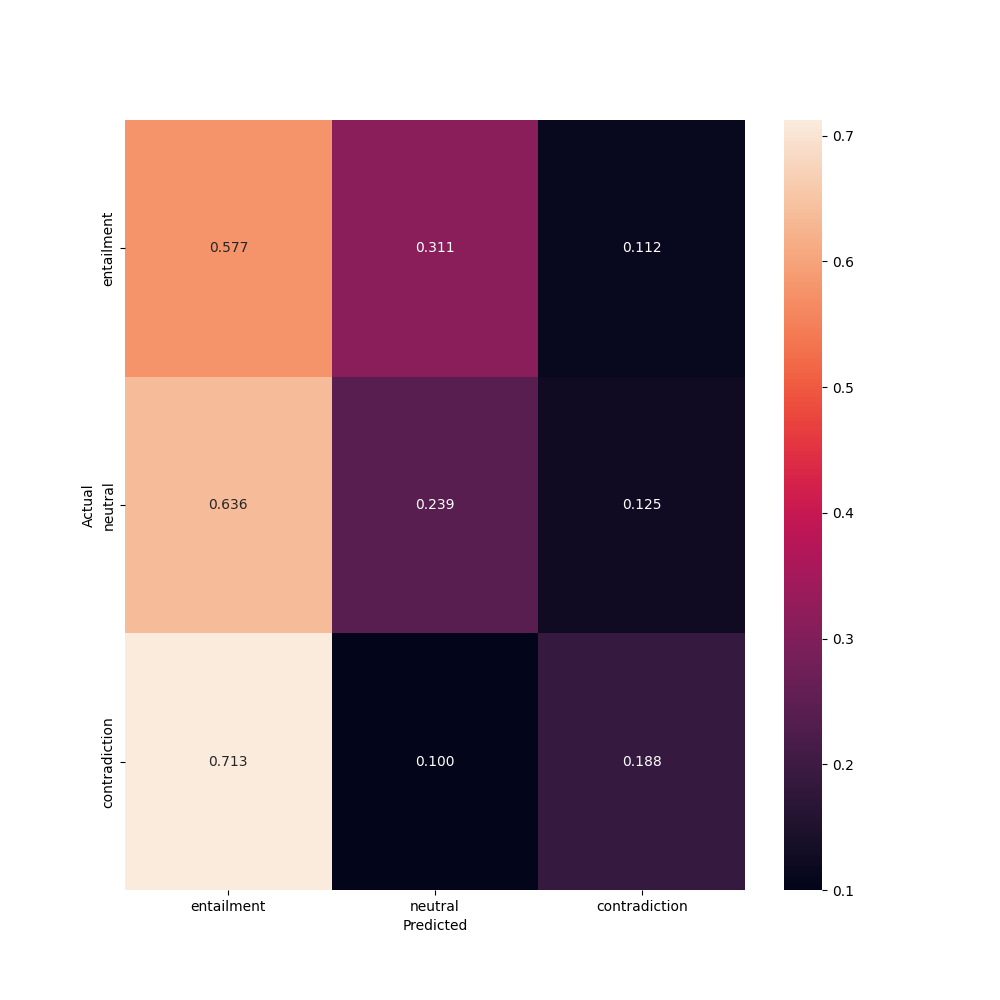 entailment
neutral
contradiction
Actual
0.577 0.311 0.112
0.636 0.239 0.125
0.713 0.100 0.188
entailment neutral contradiction
Predicted
0.7
0.6
0.5
0.4
0.3
0.2
0.1